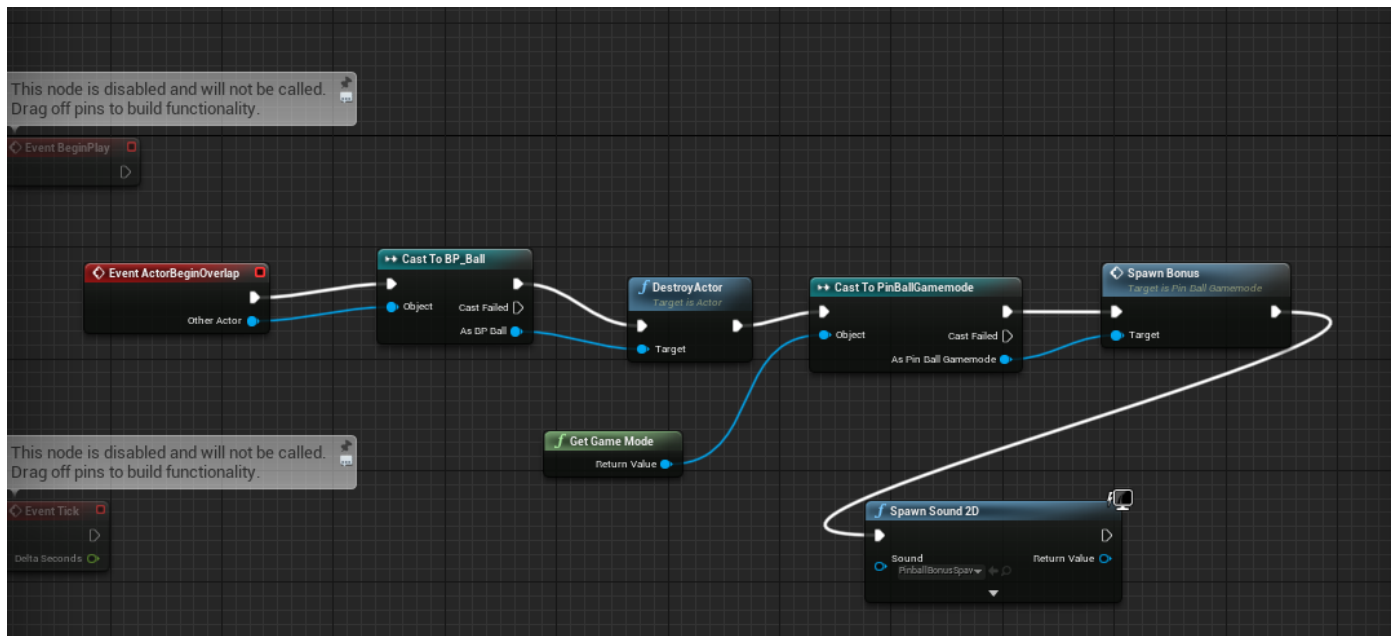 This node is disabled and will not be called.
Drag off pins to build functionality.
Event BeginPlay
Event ActorBeginOverlap
Other Actor
Cast To BP_Ball
Object
Cast Failed
As BP Ball
DestroyActor
Target is Actor
Target
Cast To PinBallGamemode
Object
Cast Failed
As Pin Ball Gamemode
Spawn Bonus
Target is Pin Ball Gamemode
Target
Get Game Mode
Return Value
This node is disabled and will not be called.
Drag off pins to build functionality.
Event Tick
Delta Seconds
Spawn Sound 2D
Sound
PinballBonusSpav
Return Value